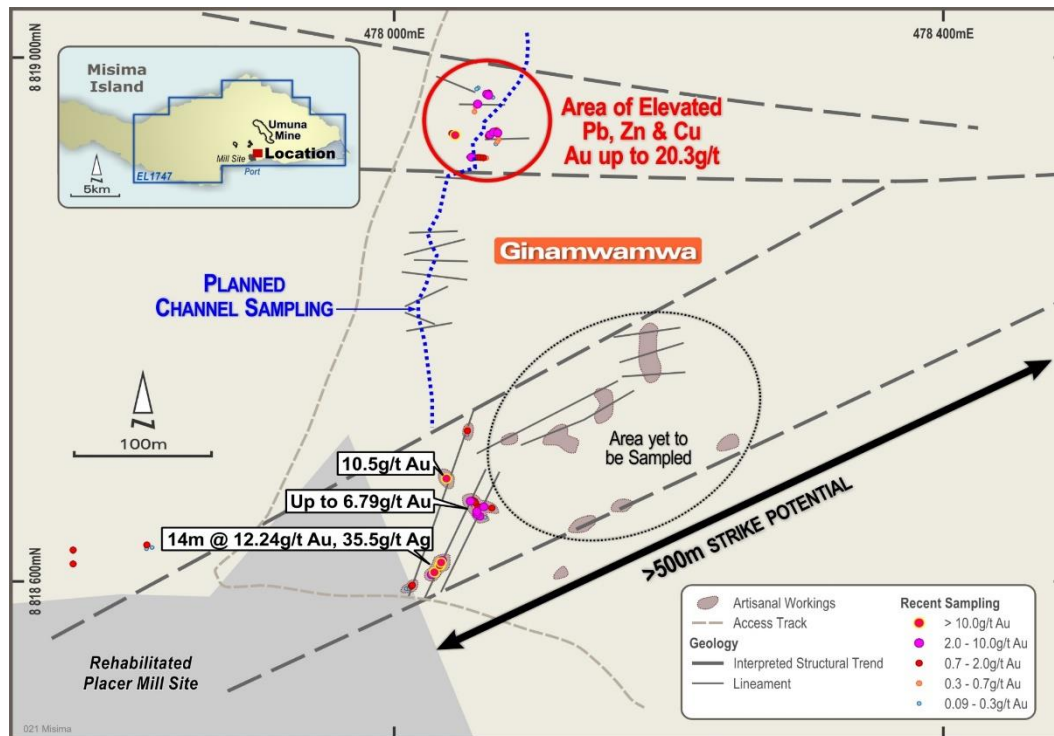 478 000mE
478 400mE
8 819 000mN
8 818 600mN
Misima
Island
Umuna
Mine
Location
Mill Site
Port
EL1747
N
5km
Area of Elevated
Pb, Zn & Cu
Au up to 20.3g/t
Ginamwamwa
PLANNED
CHANNEL SAMPLING
N
100m
Area yet to
be Sampled
10.5g/t Au
Up to 6.79g/t Au
14m @ 12.24g/t Au, 35.5g/t Ag
>500m STRIKE POTENTIAL
Rehabilitated
Placer Mill Site
Artisanal Workings
Access Track
Geology
Interpreted Structural Trend
Lineament
Recent Sampling
> 10.0g/t Au
2.0 - 10.0g/t Au
0.7 - 2.0g/t Au
0.3 - 0.7g/t Au
0.09 - 0.3g/t Au
021 Misima